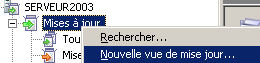 SERVEUR2003
Mises à jour
Rechercher...
Tou
Nouvelle vue de mise jour...
Mise